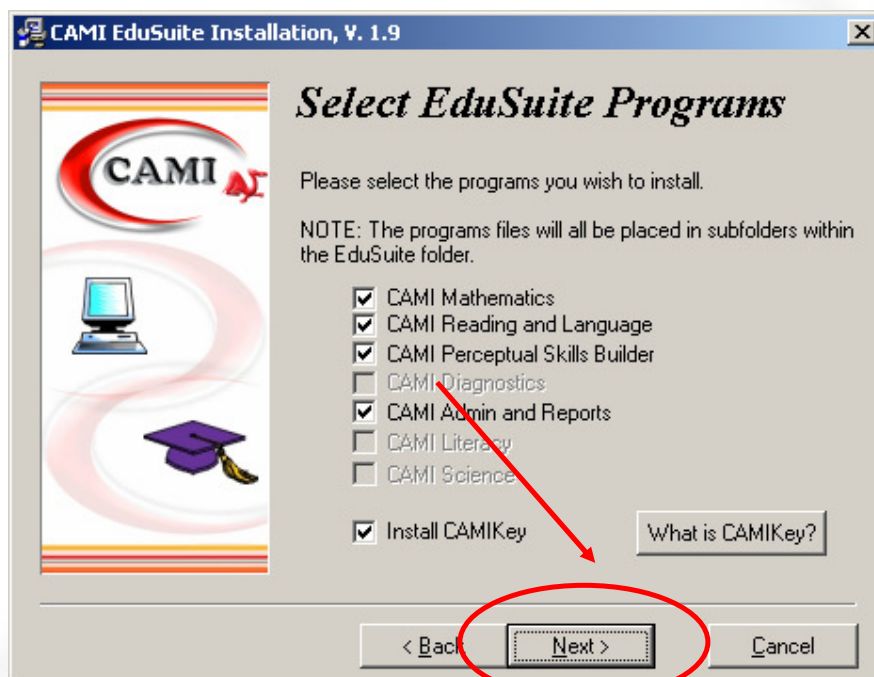 CAMI EduSuite Installation, V. 1.9
CAMI
Select EduSuite Programs
Please select the programs you wish to install.
NOTE: The programs files will all be placed in subfolders within
the EduSuite folder.
CAMI Mathematics
CAMI Reading and Language
CAMI Perceptual Skills Builder
CAMI Diagnostics
CAMI Admin and Reports
CAMI Literacy
CAMI Science
Install CAMIKey
What is CAMIKey?
< Back
Next >
Cancel